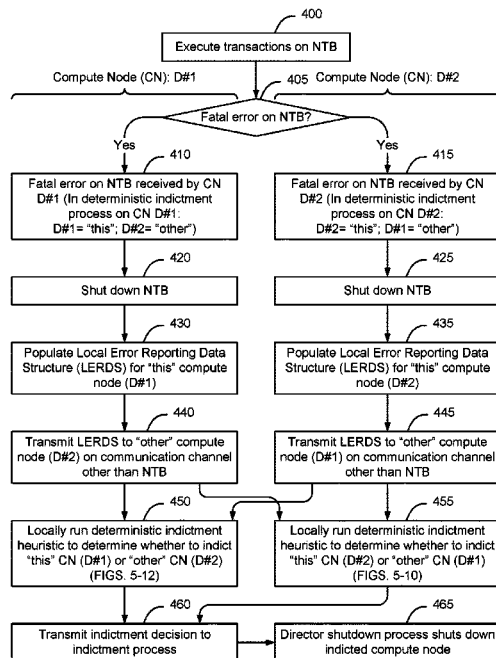 400
Execute transactions on NTB
Compute Node (CN): D#1
405
Compute Node (CN): D#2
Fatal error on NTB?
Yes
Yes
410
Fatal error on NTB received by CN
D#1 (In deterministic indictment
process on CN D#1:
D#1= “this”; D#2= “other”)
415
Fatal error on NTB received by CN
D#2 (In deterministic indictment
process on CN D#2:
D#2= “this”; D#1= “other”)
420
Shut down NTB
425
Shut down NTB
430
Populate Local Error Reporting Data
Structure (LERDS) for “this” compute
node (D#1)
435
Populate Local Error Reporting Data
Structure (LERDS) for “this” compute
node (D#2)
440
Transmit LERDS to “other” compute
node (D#2) on communication channel
other than NTB
445
Transmit LERDS to “other” compute
node (D#1) on communication channel
other than NTB
450
Locally run deterministic indictment
heuristic to determine whether to indict
“this” CN (D#1) or “other” CN (D#2)
(FIGS. 5-12)
455
Locally run deterministic indictment
heuristic to determine whether to indict
“this” CN (D#2) or “other” CN (D#1)
(FIGS. 5-10)
460
Transmit indictment decision to
indictment process
465
Director shutdown process shuts down
indicted compute node